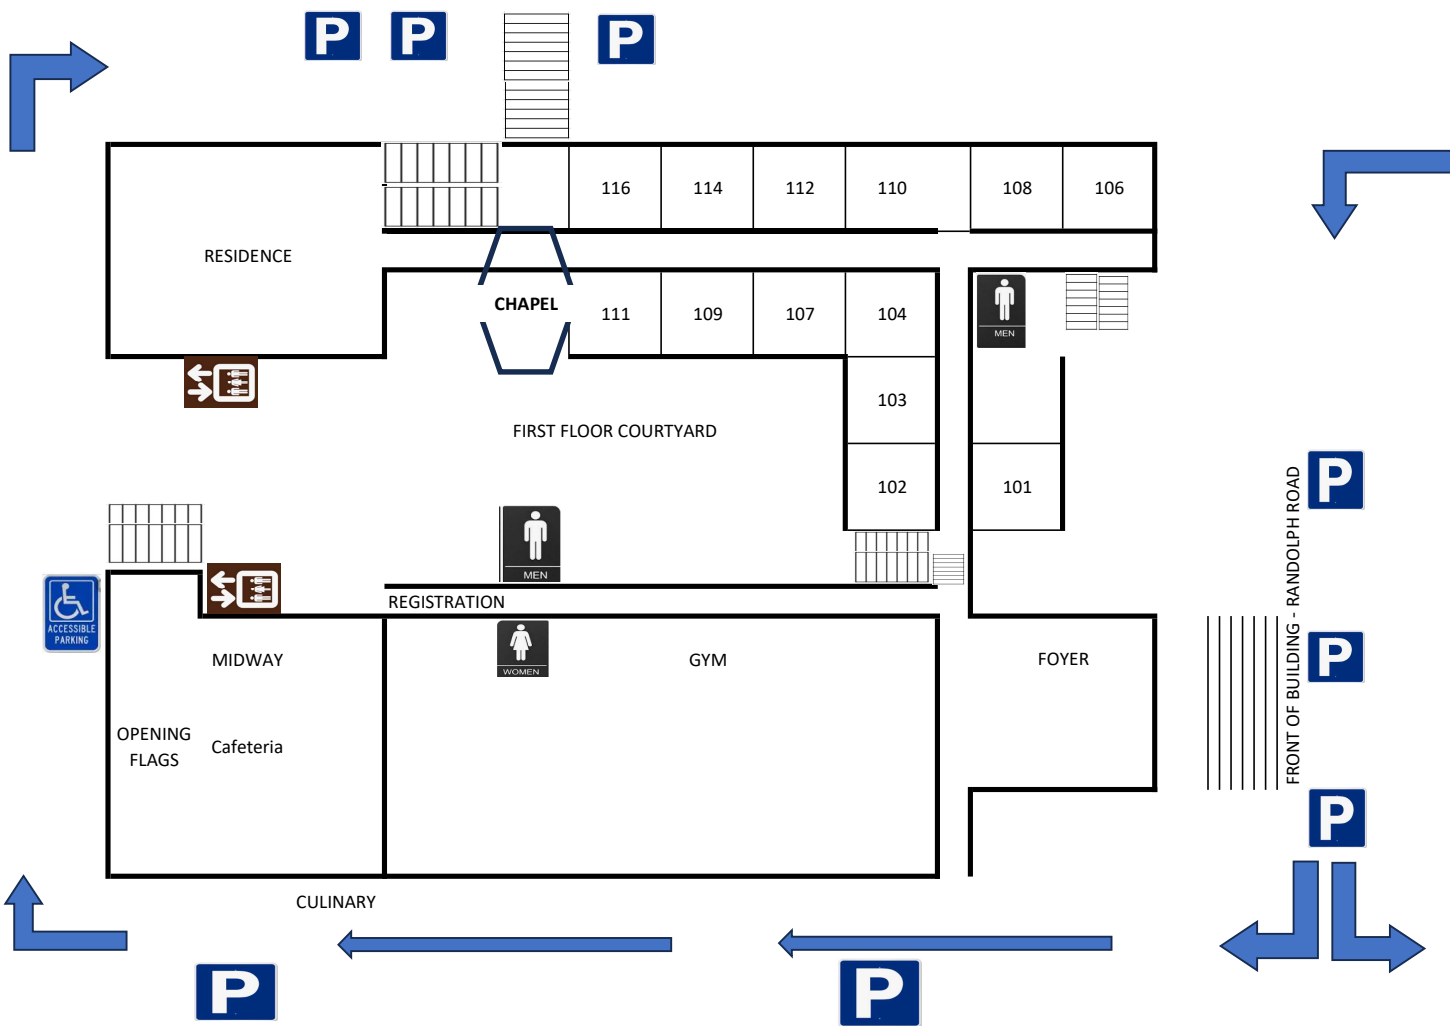 P
P
P
116
114
112
110
108
106
RESIDENCE
CHAPEL
111
109
107
104
MEN
103
FIRST FLOOR COURTYARD
102
101
P
MEN
ACCESSIBLE
PARKING
REGISTRATION
WOMEN
MIDWAY
GYM
FOYER
FRONT OF BUILDING - RANDOLPH ROAD
P
OPENING
FLAGS
Cafeteria
P
CULINARY
P
P